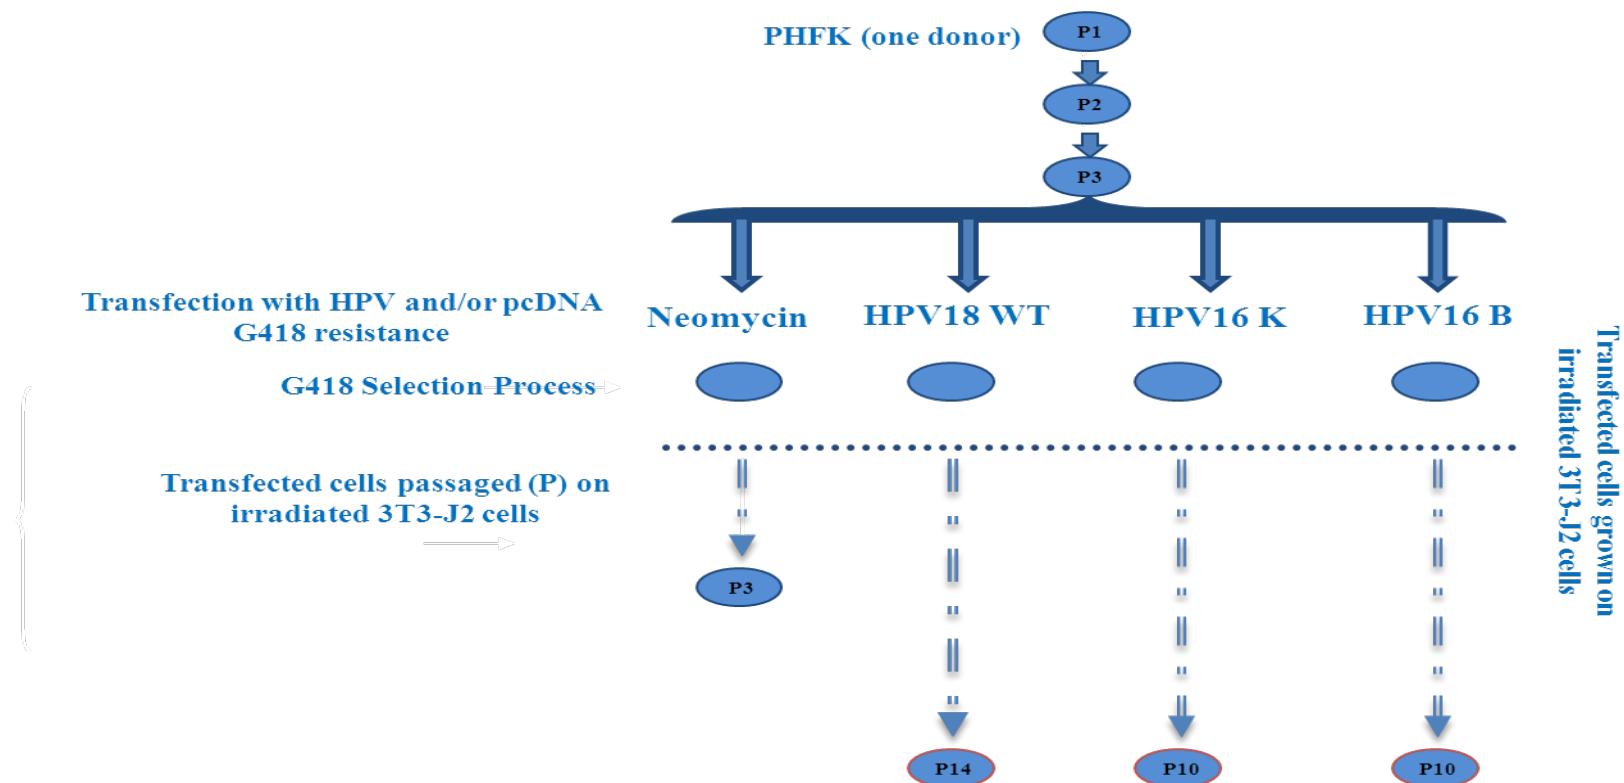 PHFK (one donor)
P1
P2
P3
Transfection with HPV and/or pcDNA
G418 resistance
Neomycin
HPV18 WT
HPV16 K
HPV16 B
G418 Selection Process
Transfected cells passaged (P) on
irradiated 3T3-J2 cells
P3
P14
P10
P10
Transfected cells grown on
irradiated 3T3-J2 cells